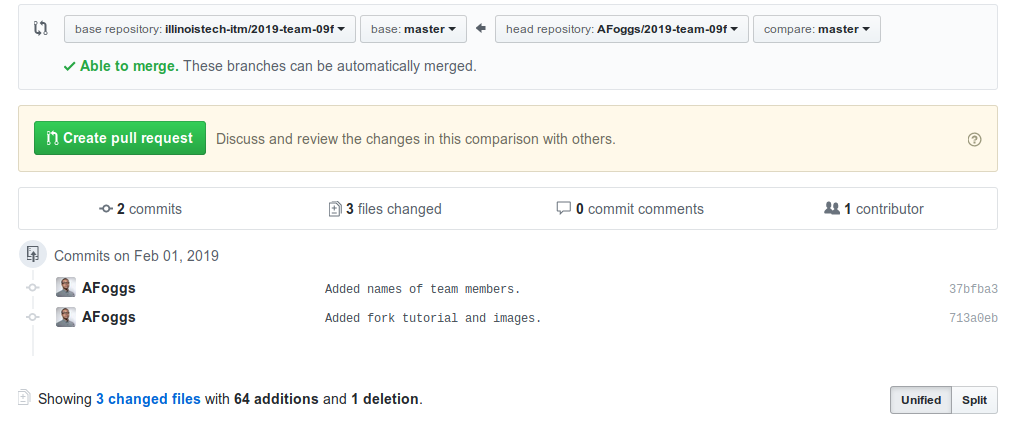 base repository: illinoistech-itm/2019-team-09f base: master head repository: AFoggs/2019-team-09f compare: master
Able to merge. These branches can be automatically merged.
Create pull request Discuss and review the changes in this comparison with others.
2 commits 3 files changed 0 commit comments 1 contributor
Commits on Feb 01, 2019
AFoggs Added names of team members. 37bfba3
AFoggs Added fork tutorial and images. 713a0eb
Showing 3 changed files with 64 additions and 1 deletion. Unified Split